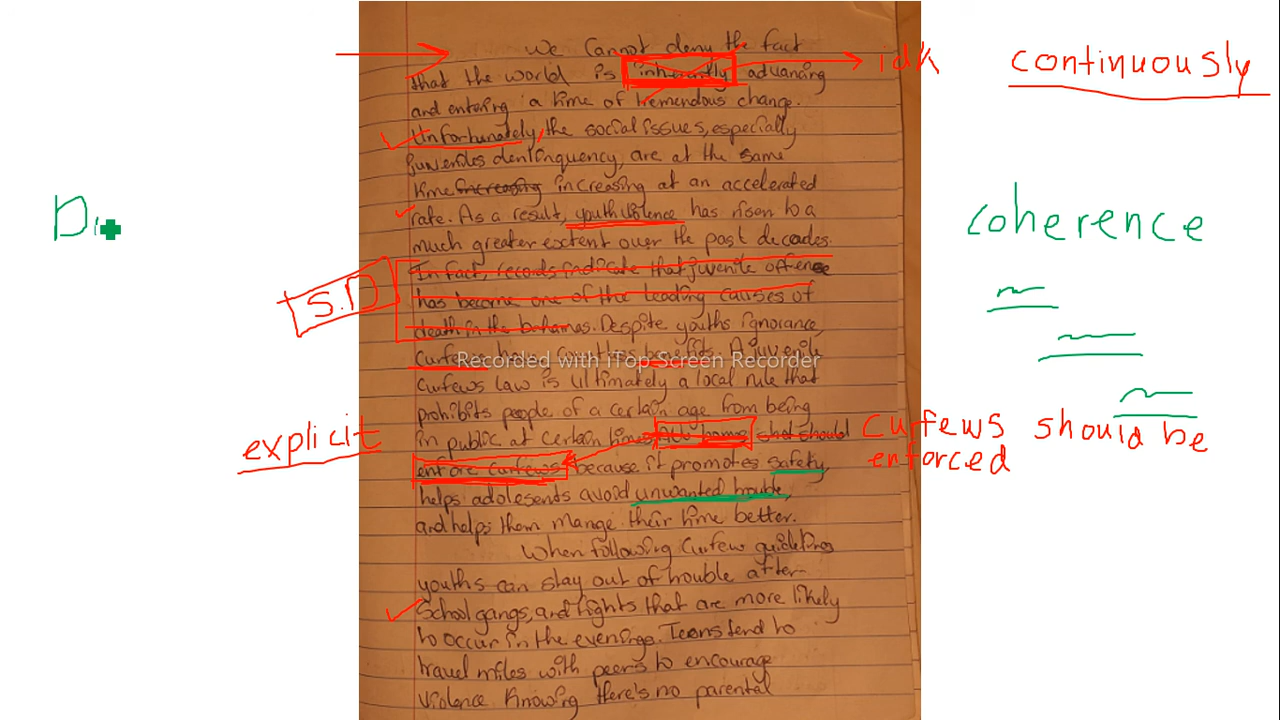 We Cannot deny the fact
that the world is inherently advancing
and entering a time of tremendous change.
Unfortunately, the social issues, especially
juveniles denlinquency, are at the same
time increasing increasing at an accelerated
rate. As a result, youth violence has risen to a
much greater extent over the past decades.
In fact, records indicate that juvenile offense
has become one of the leading causes of
death in the bahamas. Despite youths ignorance,
Curfews benefits. A juvenile
Curfews law is ultimately a local rule that
prohibits people of a certain age from being
in public at certain times should
enfore curfews because it promotes safety,
helps adolesents avoid unwanted trouble,
and helps them mange their time better.
When following Curfew guidelines
youths can stay out of trouble after-
School gangs, and fights that are more likely
to occur in the evenings. Teens tend to
travel miles with peers to encourage
violence Knowing there's no parental
idk
continuously
coherence
S.D
explicit
Curfews should be
enforced
Recorded with iTop Screen Recorder